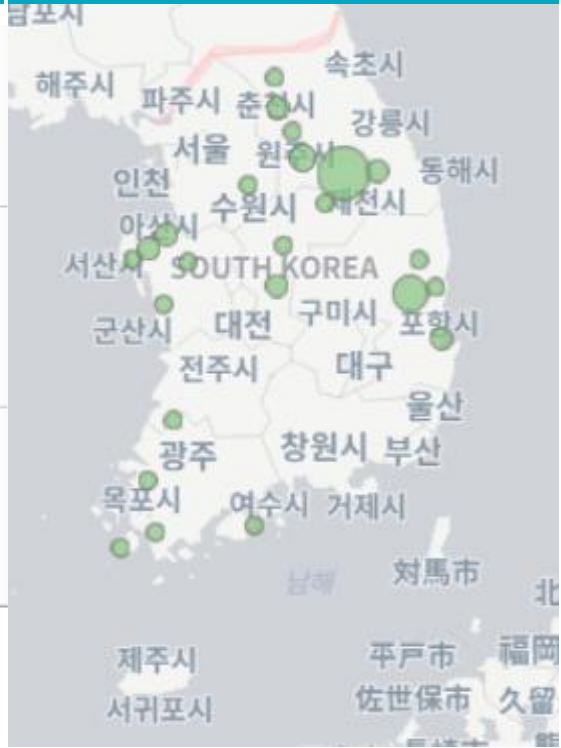 남포시
속초시
해주시
파주시
춘천시
강릉시
서울
원주시
동해시
인천
수원시
제천시
아산시
서산시
SOUTH KOREA
대전
구미시
포항시
군산시
전주시
대구
울산
광주
창원시
부산
목포시
여수시
거제시
남해
対馬市
北
제주시
平戸市
福岡
서귀포시
佐世保市
久留